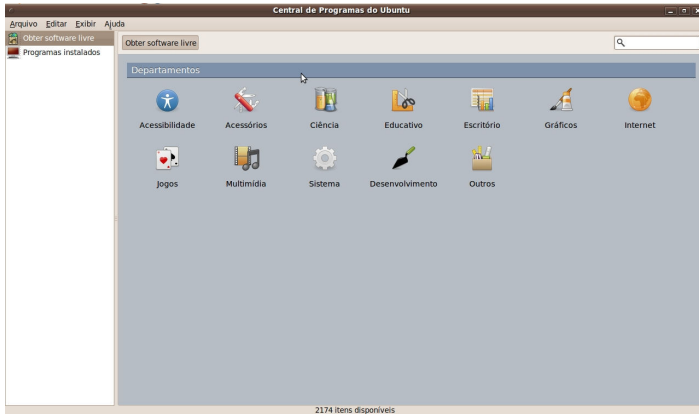 Central de Programas do Ubuntu
Arquivo Editar Exibir Ajuda
Obter software livre
Programas instalados
Obter software livre
Departamentos
Acessibilidade Acessórios Ciência Educativo Escritório Gráficos Internet
Jogos Multimídia Sistema Desenvolvimento Outros
2174 itens disponíveis